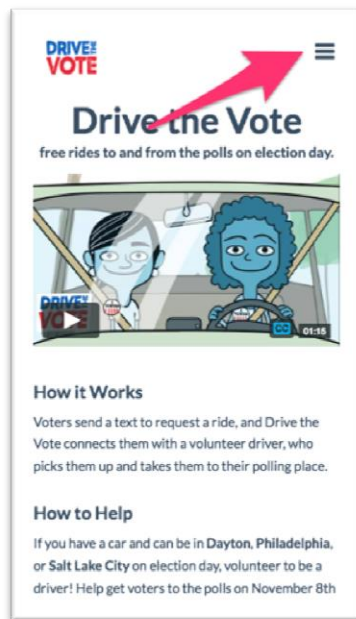 DRIVE THE
VOTE
Drive the Vote
free rides to and from the polls on election day.
DRIVE THE
VOTE
CC
01:15
How it Works
Voters send a text to request a ride, and Drive the
Vote connects them with a volunteer driver, who
picks them up and takes them to their polling place.
How to Help
If you have a car and can be in Dayton, Philadelphia,
or Salt Lake City on election day, volunteer to be a
driver! Help get voters to the polls on November 8th